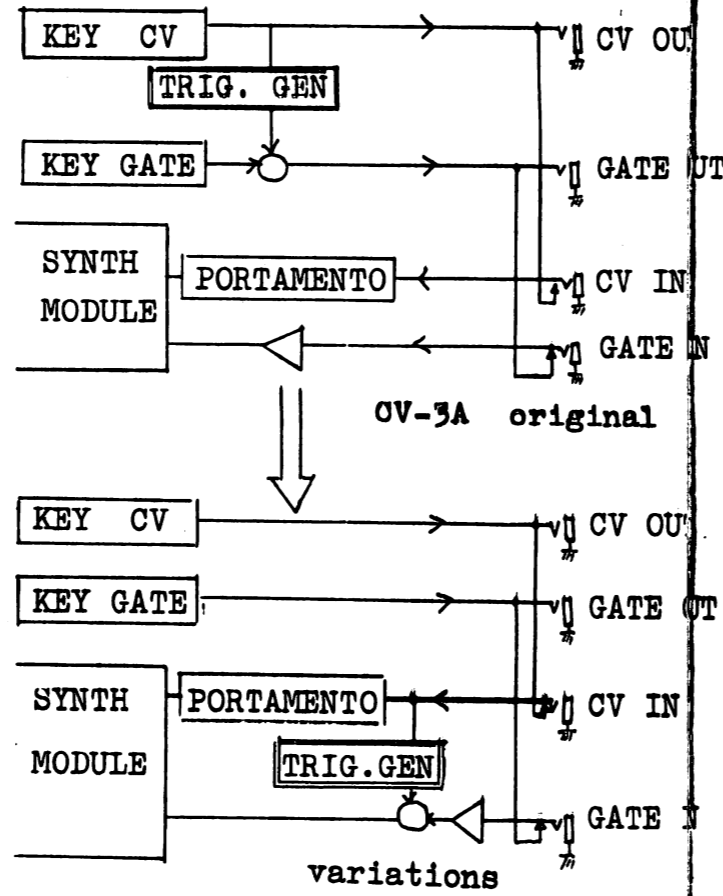 KEY CV
CV OU
TRIG. GEN
KEY GATE
GATE UT
SYNTH
MODULE
PORTAMENTO
CV IN
GATE N
CV-3A original
KEY CV
CV OU
KEY GATE
GATE UT
SYNTH
MODULE
PORTAMENTO
CV IN
TRIG.GEN
GATE
variations